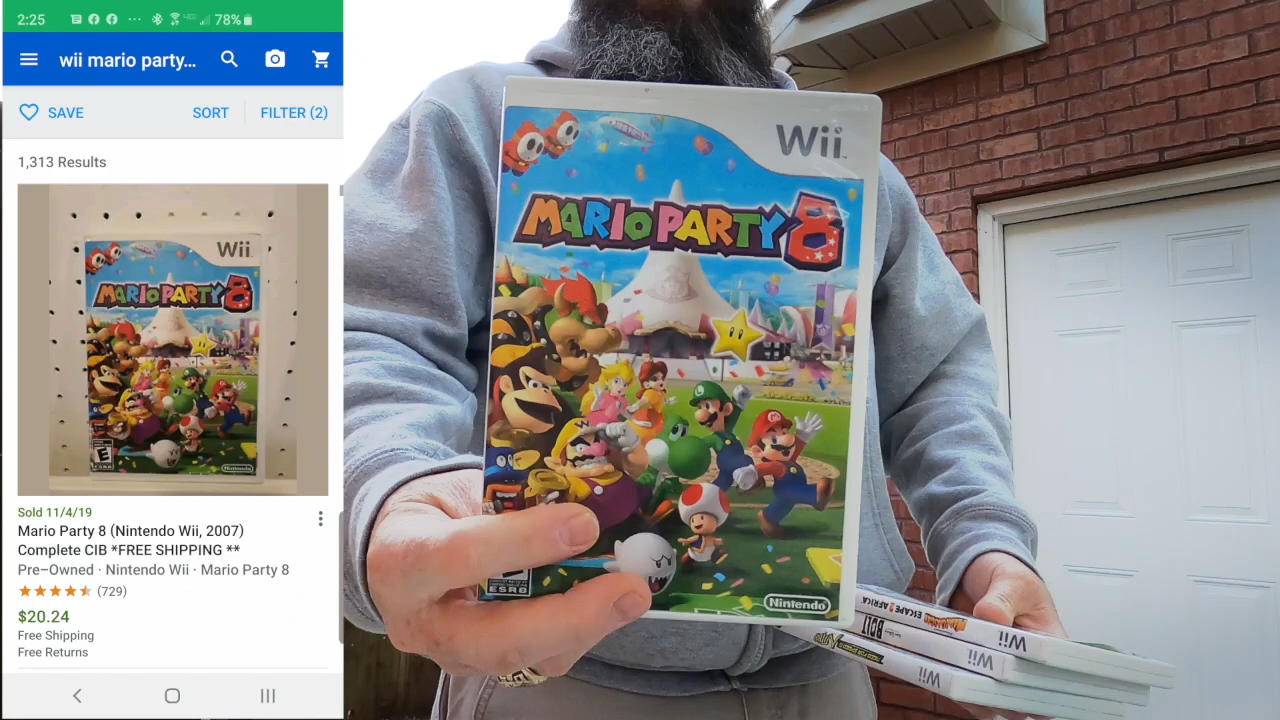 2:25
78%
wii mario party...
SAVE
SORT
FILTER (2)
1,313 Results
Wii
MARIO PARTY 8
E
Nintendo
Sold 11/4/19
Mario Party 8 (Nintendo Wii, 2007)
Complete CIB *FREE SHIPPING **
Pre-Owned · Nintendo Wii · Mario Party 8
(729)
$20.24
Free Shipping
Free Returns
Wii
MARIO PARTY 8
ESRB
Nintendo
ESCAPE 2 AFRICA
Wii
BOLT
Wii
NITRO
Wii